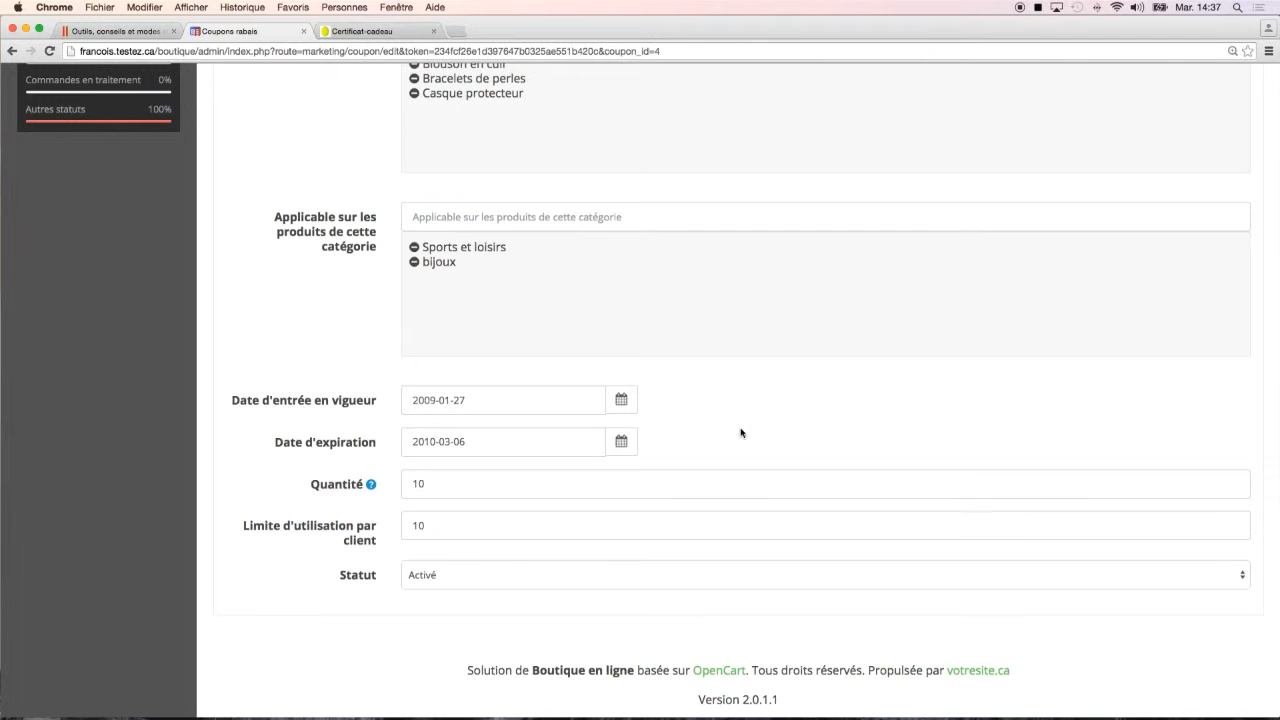 Chrome Fichier Modifier Afficher Historique Favoris Personnes Fenêtre Aide Mar. 14:37
Outils, conseils et modes Coupons rabais Certificat-cadeau
francois.testez.ca/boutique/admin/index.php?route=marketing/coupon/edit&token=234fcf26e1d397647b0325ae551b420c&coupon_id=4
Commandes en traitement 0%
Autres statuts 100%
Blouson en cuir
Bracelets de perles
Casque protecteur
Applicable sur les
produits de cette
catégorie
Applicable sur les produits de cette catégorie
Sports et loisirs
bijoux
Date d'entrée en vigueur 2009-01-27
Date d'expiration 2010-03-06
Quantité ? 10
Limite d'utilisation par
client
10
Statut Activé
Solution de Boutique en ligne basée sur OpenCart. Tous droits réservés. Propulsée par votresite.ca
Version 2.0.1.1